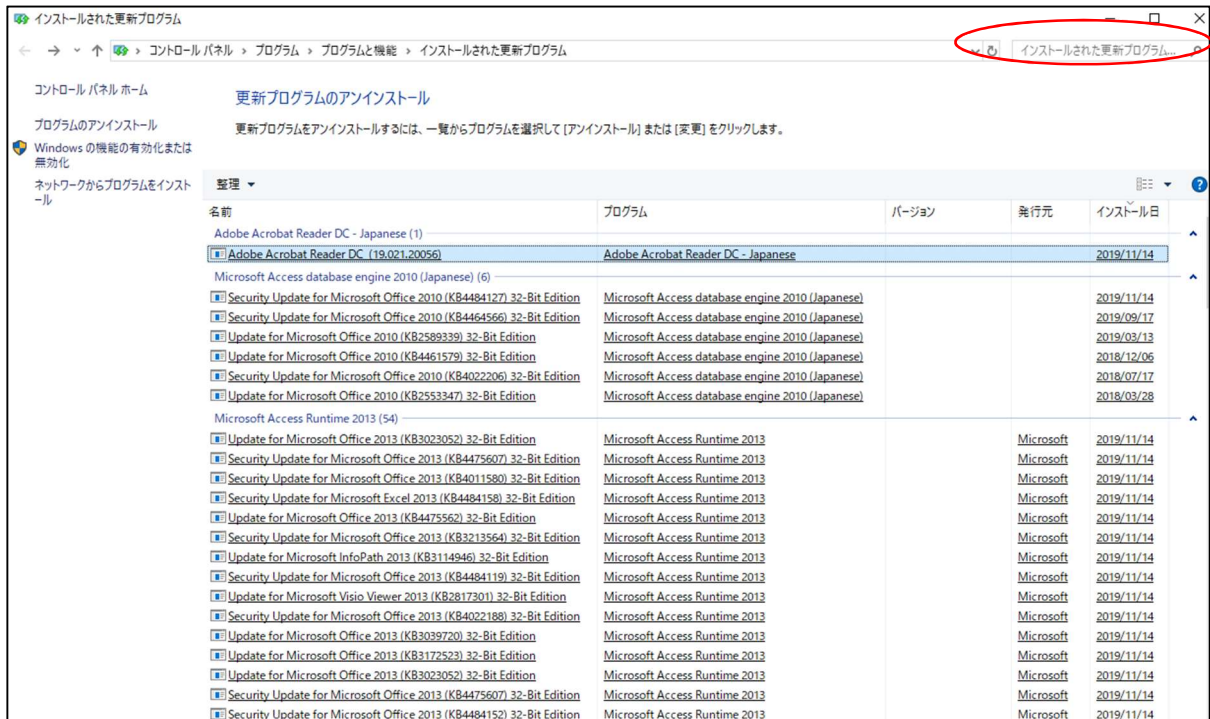 インストールされた更新プログラム
コントロール パネル › プログラム › プログラムと機能 › インストールされた更新プログラム
インストールされた更新プログラム...
コントロール パネル ホーム
プログラムのアンインストール
Windows の機能の有効化または
無効化
ネットワークからプログラムをインスト
ール
更新プログラムのアンインストール
更新プログラムをアンインストールするには、一覧からプログラムを選択して [アンインストール] または [変更] をクリックします。
整理
名前 プログラム バージョン 発行元 インストール日
Adobe Acrobat Reader DC - Japanese (1)
Adobe Acrobat Reader DC (19.021.20056) Adobe Acrobat Reader DC - Japanese 2019/11/14
Microsoft Access database engine 2010 (Japanese) (6)
Security Update for Microsoft Office 2010 (KB4484127) 32-Bit Edition Microsoft Access database engine 2010 (Japanese) 2019/11/14
Security Update for Microsoft Office 2010 (KB4464566) 32-Bit Edition Microsoft Access database engine 2010 (Japanese) 2019/09/17
Update for Microsoft Office 2010 (KB2589339) 32-Bit Edition Microsoft Access database engine 2010 (Japanese) 2019/03/13
Update for Microsoft Office 2010 (KB4461579) 32-Bit Edition Microsoft Access database engine 2010 (Japanese) 2018/12/06
Security Update for Microsoft Office 2010 (KB4022206) 32-Bit Edition Microsoft Access database engine 2010 (Japanese) 2018/07/17
Update for Microsoft Office 2010 (KB2553347) 32-Bit Edition Microsoft Access database engine 2010 (Japanese) 2018/03/28
Microsoft Access Runtime 2013 (54)
Update for Microsoft Office 2013 (KB3023052) 32-Bit Edition Microsoft Access Runtime 2013 Microsoft 2019/11/14
Security Update for Microsoft Office 2013 (KB4475607) 32-Bit Edition Microsoft Access Runtime 2013 Microsoft 2019/11/14
Security Update for Microsoft Office 2013 (KB4011580) 32-Bit Edition Microsoft Access Runtime 2013 Microsoft 2019/11/14
Security Update for Microsoft Excel 2013 (KB4484158) 32-Bit Edition Microsoft Access Runtime 2013 Microsoft 2019/11/14
Update for Microsoft Office 2013 (KB4475562) 32-Bit Edition Microsoft Access Runtime 2013 Microsoft 2019/11/14
Security Update for Microsoft Office 2013 (KB3213564) 32-Bit Edition Microsoft Access Runtime 2013 Microsoft 2019/11/14
Update for Microsoft InfoPath 2013 (KB3114946) 32-Bit Edition Microsoft Access Runtime 2013 Microsoft 2019/11/14
Security Update for Microsoft Office 2013 (KB4484119) 32-Bit Edition Microsoft Access Runtime 2013 Microsoft 2019/11/14
Update for Microsoft Visio Viewer 2013 (KB2817301) 32-Bit Edition Microsoft Access Runtime 2013 Microsoft 2019/11/14
Security Update for Microsoft Office 2013 (KB4022188) 32-Bit Edition Microsoft Access Runtime 2013 Microsoft 2019/11/14
Update for Microsoft Office 2013 (KB3039720) 32-Bit Edition Microsoft Access Runtime 2013 Microsoft 2019/11/14
Update for Microsoft Office 2013 (KB3172523) 32-Bit Edition Microsoft Access Runtime 2013 Microsoft 2019/11/14
Update for Microsoft Office 2013 (KB3023052) 32-Bit Edition Microsoft Access Runtime 2013 Microsoft 2019/11/14
Security Update for Microsoft Office 2013 (KB4475607) 32-Bit Edition Microsoft Access Runtime 2013 Microsoft 2019/11/14
Security Update for Microsoft Office 2013 (KB4484152) 32-Bit Edition Microsoft Access Runtime 2013 Microsoft 2019/11/14